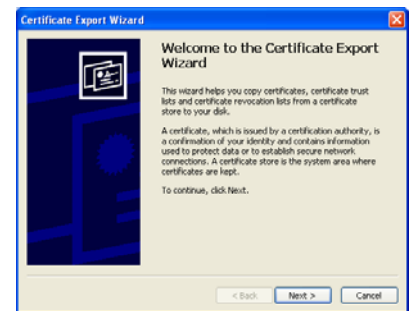 Certificate Export Wizard
Welcome to the Certificate Export
Wizard
This wizard helps you copy certificates, certificate trust
lists and certificate revocation lists from a certificate
store to your disk.
A certificate, which is issued by a certification authority, is
a confirmation of your identity and contains information
used to protect data or to establish secure network
connections. A certificate store is the system area where
certificates are kept.
To continue, click Next.
< Back Next > Cancel